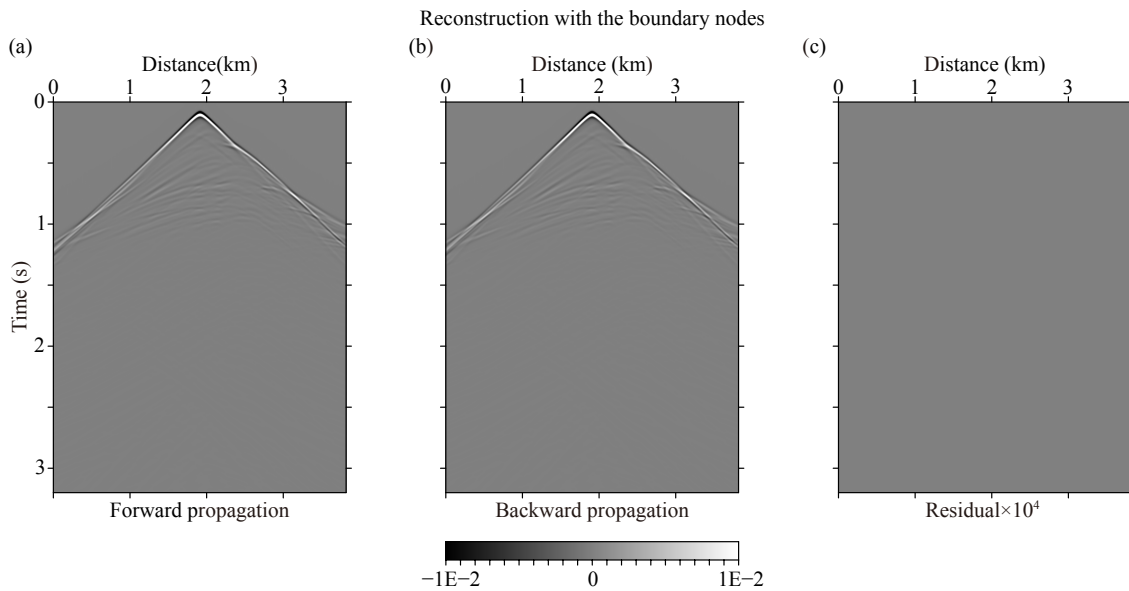 Reconstruction with the boundary nodes
(a) (b) (c)
Distance(km) Distance (km) Distance (km)
0 1 2 3 0 1 2 3 0 1 2 3
0
1
Time (s)
2
3
Forward propagation Backward propagation Residual×10⁴
−1E−2 0 1E−2